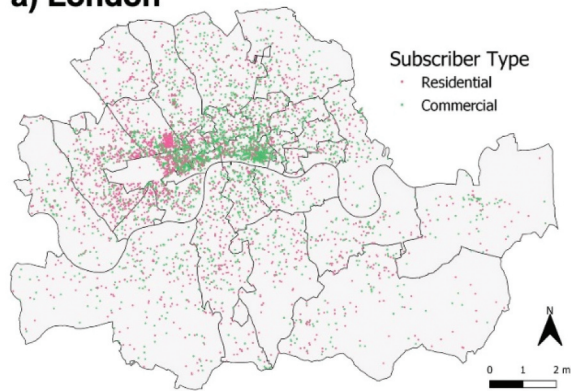 a) London
Subscriber Type
Residential
Commercial
N
0 1 2 m